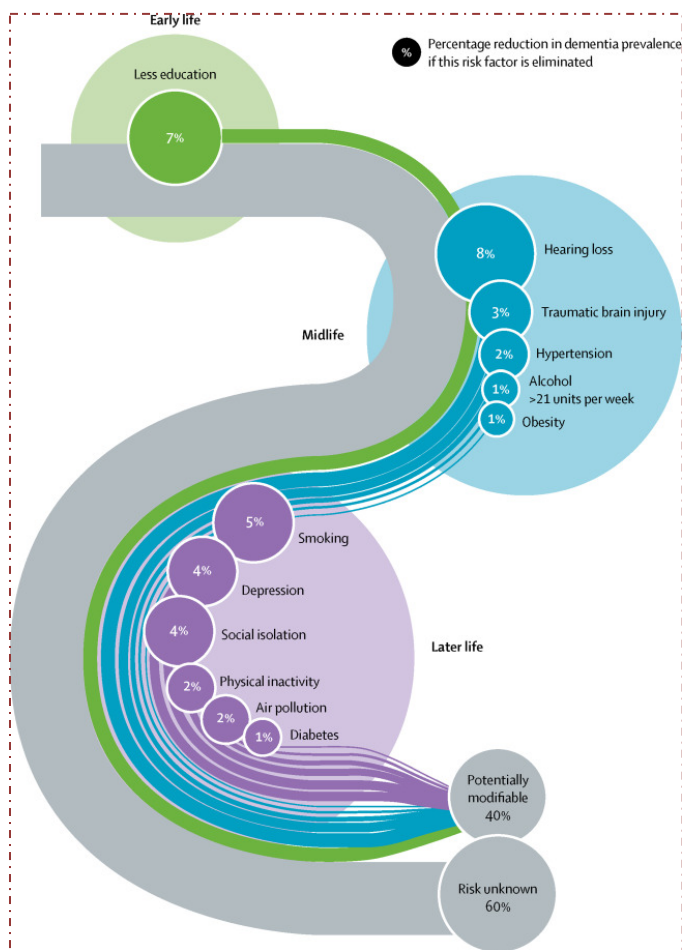 Early life
% Percentage reduction in dementia prevalence
if this risk factor is eliminated
Less education
7%
8% Hearing loss
3% Traumatic brain injury
Midlife
2% Hypertension
1% Alcohol
>21 units per week
1% Obesity
5% Smoking
4% Depression
4% Social isolation
Later life
2% Physical inactivity
2% Air pollution
1% Diabetes
Potentially
modifiable
40%
Risk unknown
60%